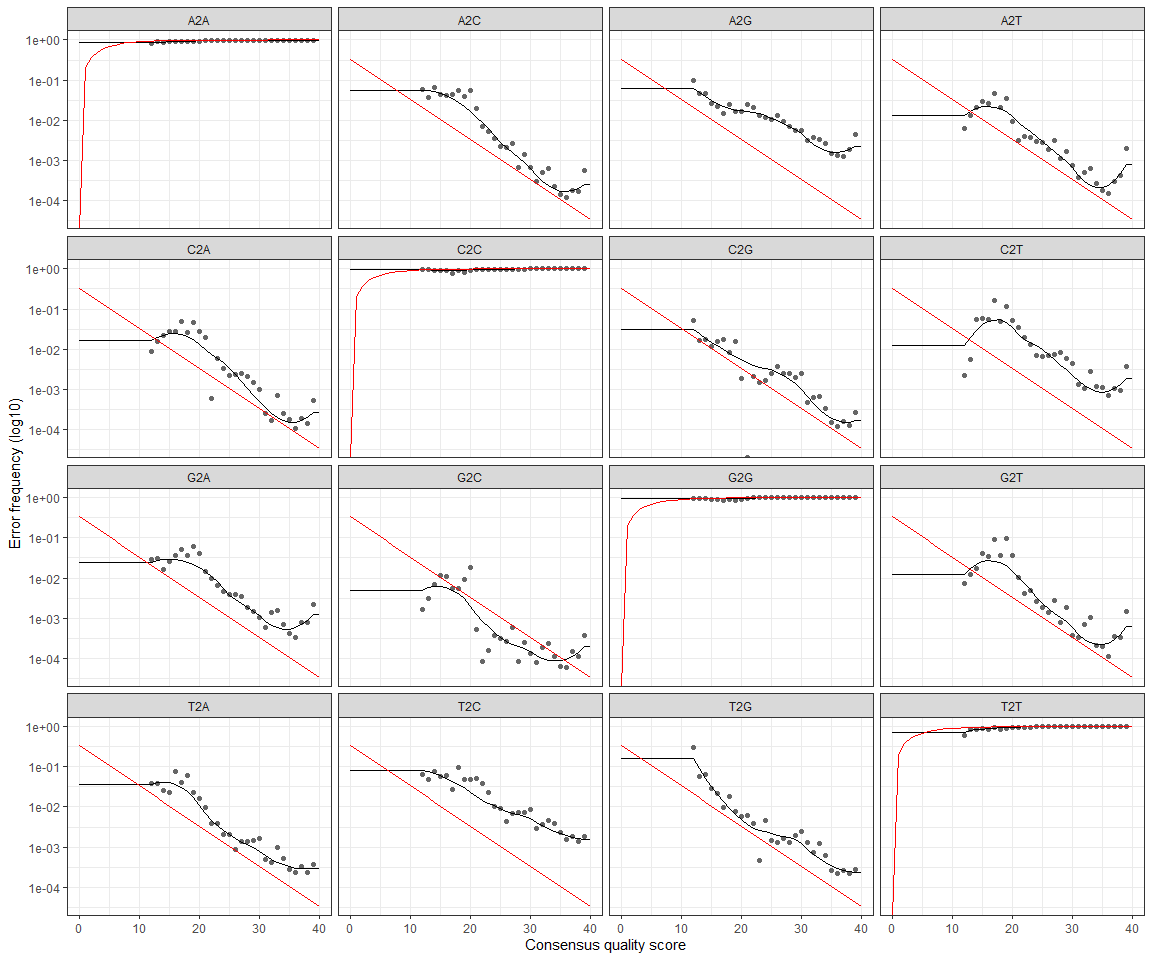 A2A A2C A2G A2T
1e+00
1e-01
1e-02
1e-03
1e-04
C2A C2C C2G C2T
1e+00
1e-01
1e-02
1e-03
1e-04
Error frequency (log10)
G2A G2C G2G G2T
1e+00
1e-01
1e-02
1e-03
1e-04
T2A T2C T2G T2T
1e+00
1e-01
1e-02
1e-03
1e-04
0 10 20 30 40 0 10 20 30 40 0 10 20 30 40 0 10 20 30 40
Consensus quality score